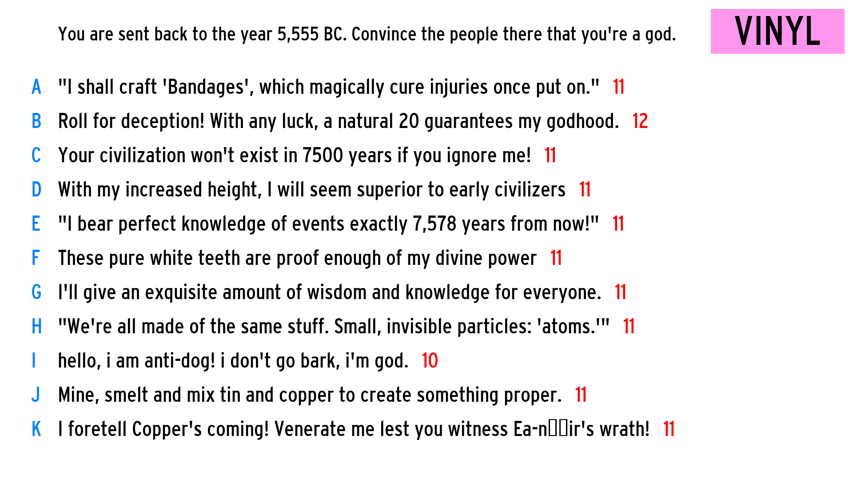 You are sent back to the year 5,555 BC. Convince the people there that you're a god.
VINYL
A "I shall craft 'Bandages', which magically cure injuries once put on." 11
B Roll for deception! With any luck, a natural 20 guarantees my godhood. 12
C Your civilization won't exist in 7500 years if you ignore me! 11
D With my increased height, I will seem superior to early civilizers 11
E "I bear perfect knowledge of events exactly 7,578 years from now!" 11
F These pure white teeth are proof enough of my divine power 11
G I'll give an exquisite amount of wisdom and knowledge for everyone. 11
H "We're all made of the same stuff. Small, invisible particles: 'atoms.'" 11
I hello, i am anti-dog! i don't go bark, i'm god. 10
J Mine, smelt and mix tin and copper to create something proper. 11
K I foretell Copper's coming! Venerate me lest you witness Ea-n▯▯ir's wrath! 11